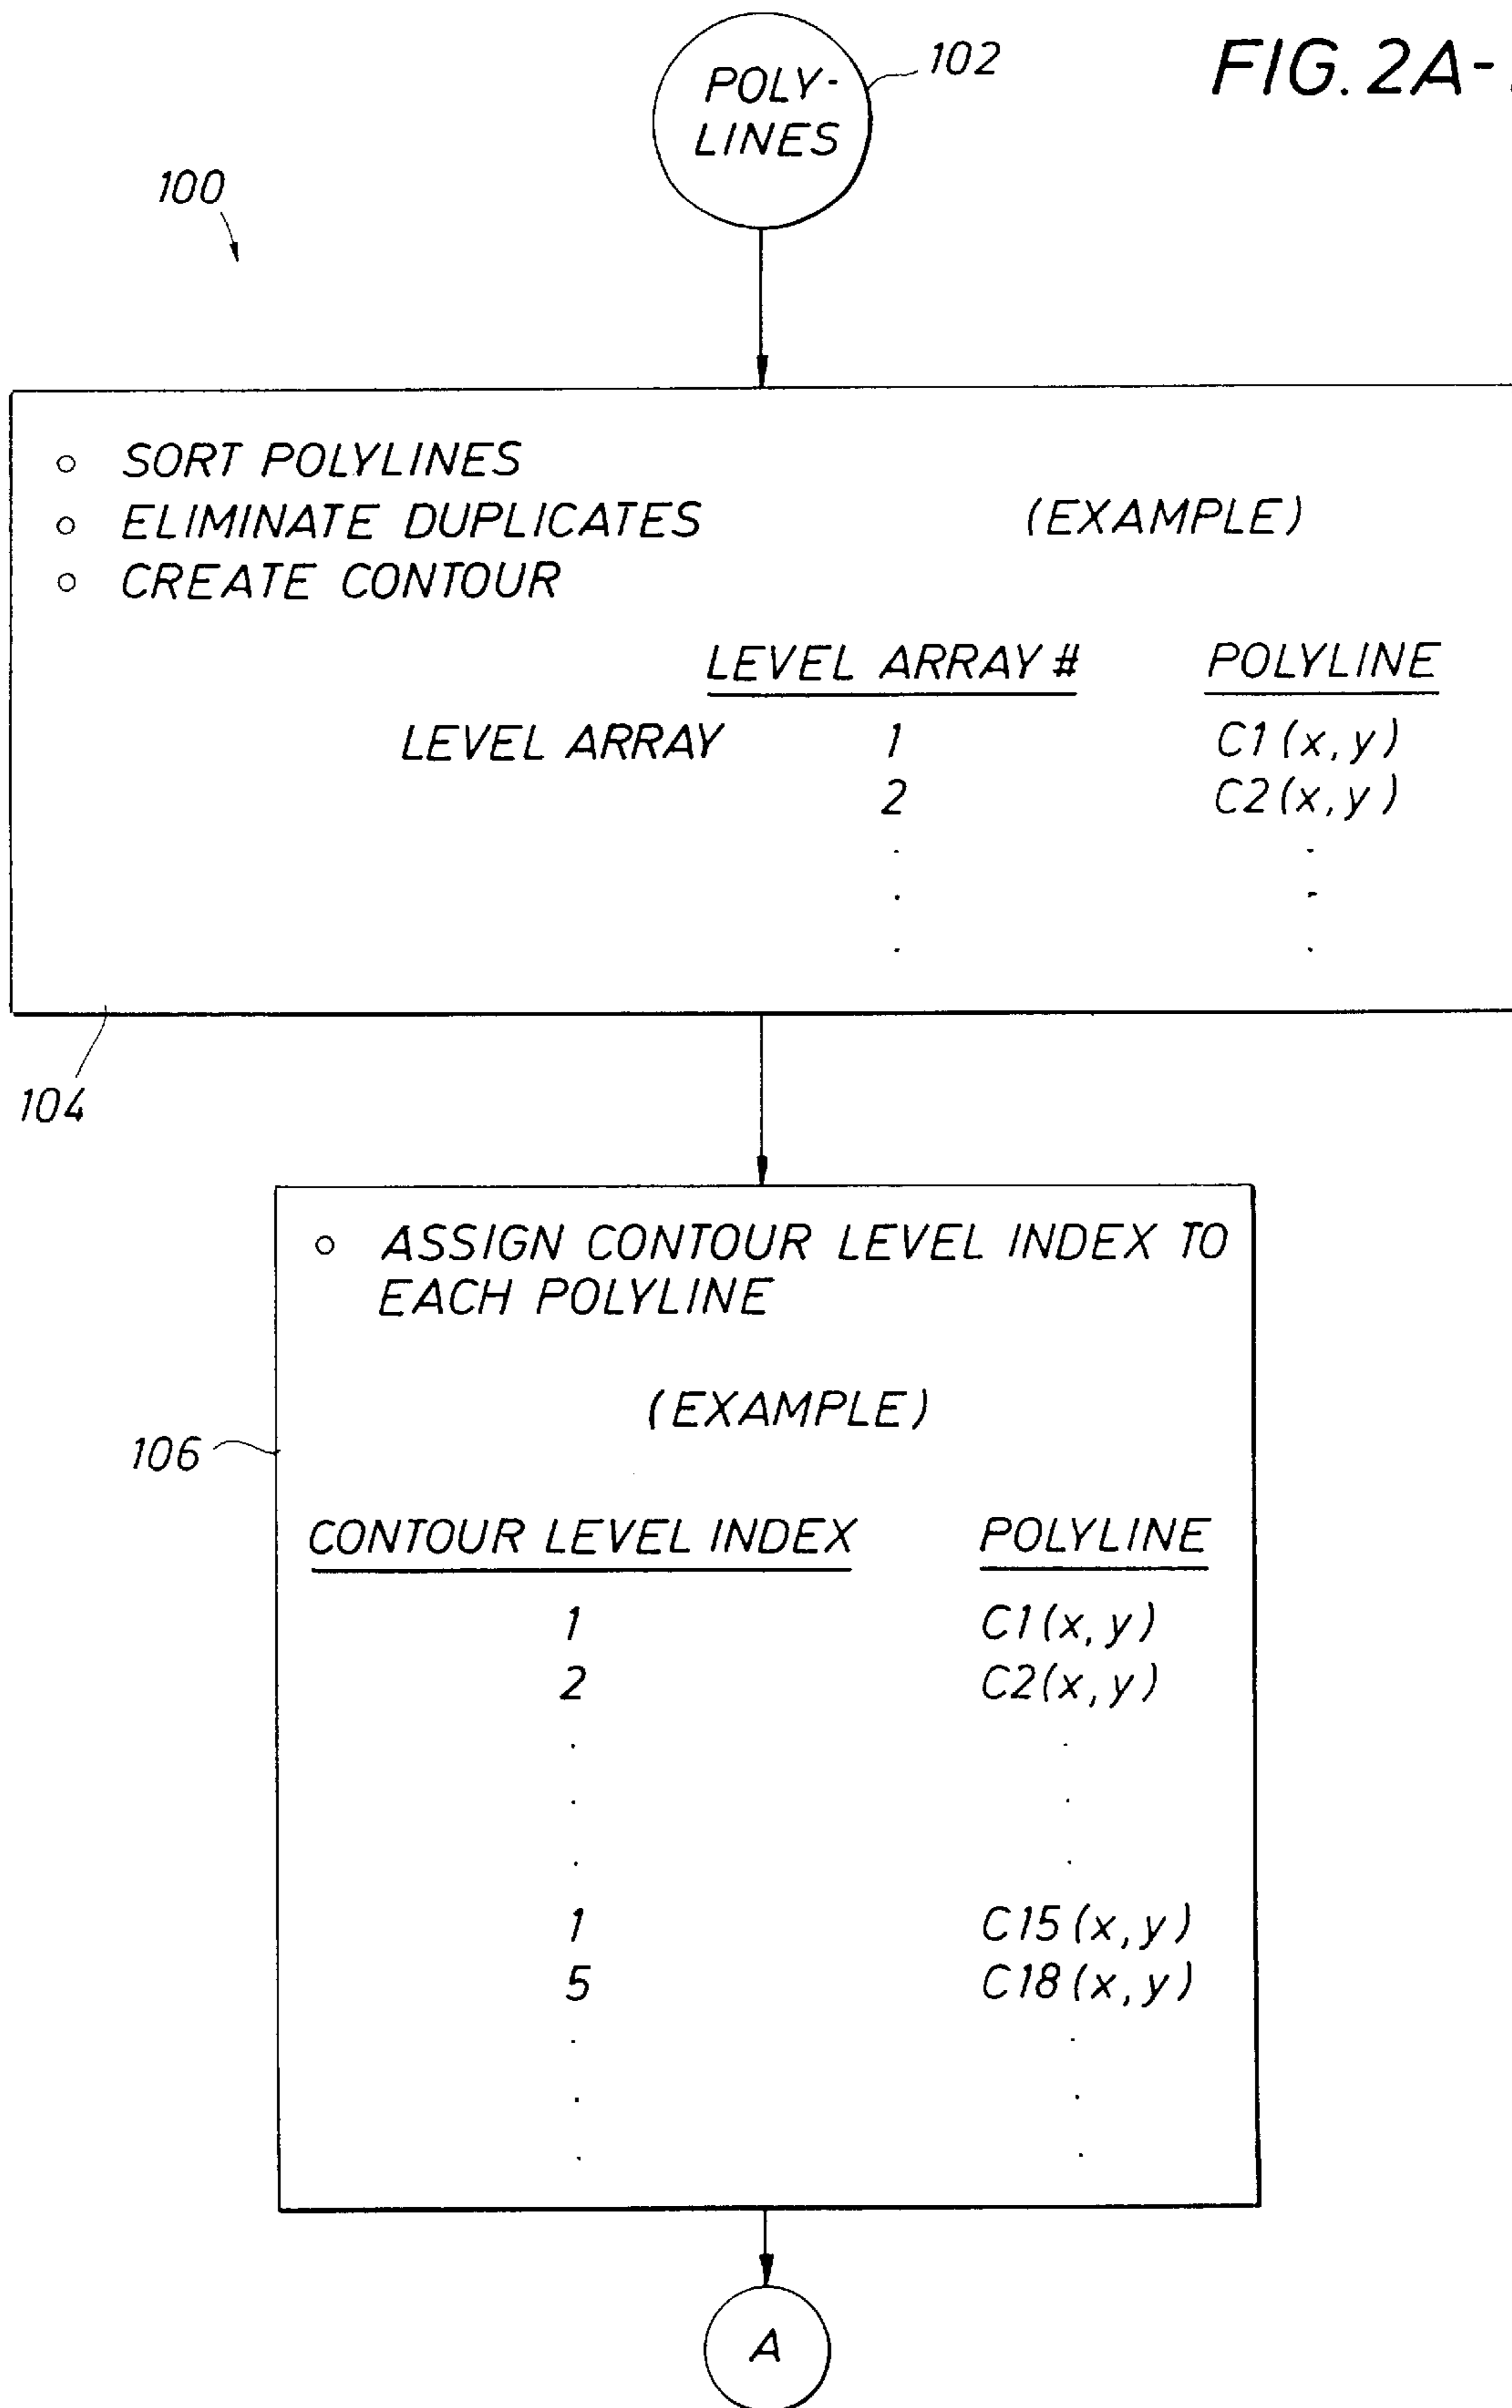 FIG. 2A-
POLY-
LINES
102
100
○ SORT POLYLINES
○ ELIMINATE DUPLICATES
(EXAMPLE)
○ CREATE CONTOUR
LEVEL ARRAY # POLYLINE
LEVEL ARRAY 1 C1(x,y)
2 C2(x,y)
.
.
.
.
.
.
104
○ ASSIGN CONTOUR LEVEL INDEX TO
EACH POLYLINE
(EXAMPLE)
106
CONTOUR LEVEL INDEX POLYLINE
1 C1(x,y)
2 C2(x,y)
. .
. .
. .
1 C15(x,y)
5 C18(x,y)
. .
. .
. .
A